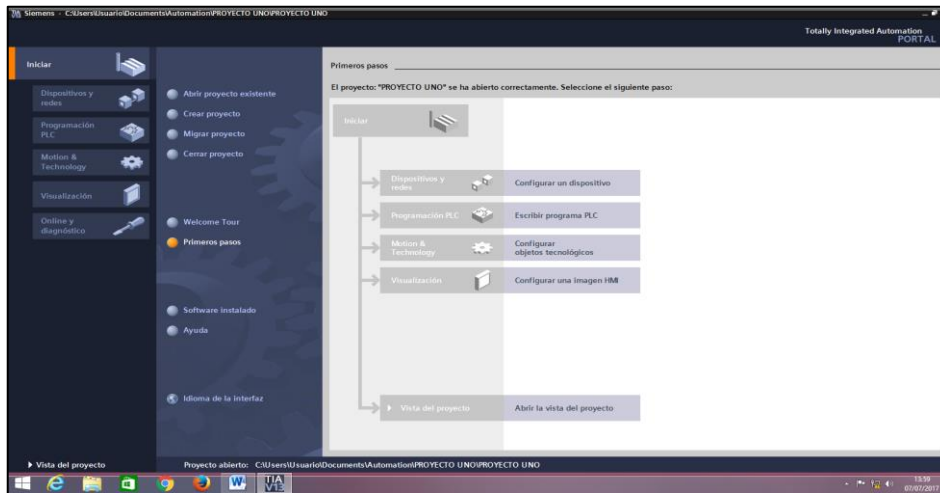 Siemens - C:\Users\Usuario\Documents\Automation\PROYECTO UNO\PROYECTO UNO
Totally Integrated Automation
PORTAL
Iniciar
Dispositivos y
redes
Programación
PLC
Motion &
Technology
Visualización
Online y
diagnóstico
Vista del proyecto
Abrir proyecto existente
Crear proyecto
Migrar proyecto
Cerrar proyecto
Welcome Tour
Primeros pasos
Software instalado
Ayuda
Idioma de la interfaz
Primeros pasos
El proyecto: "PROYECTO UNO" se ha abierto correctamente. Seleccione el siguiente paso:
Iniciar
Dispositivos y
redes
Configurar un dispositivo
Programación PLC
Escribir programa PLC
Motion &
Technology
Configurar
objetos tecnológicos
Visualización
Configurar una imagen HMI
Vista del proyecto
Abrir la vista del proyecto
Proyecto abierto: C:\Users\Usuario\Documents\Automation\PROYECTO UNO\PROYECTO UNO
TIA
V13
13:59
07/07/2017